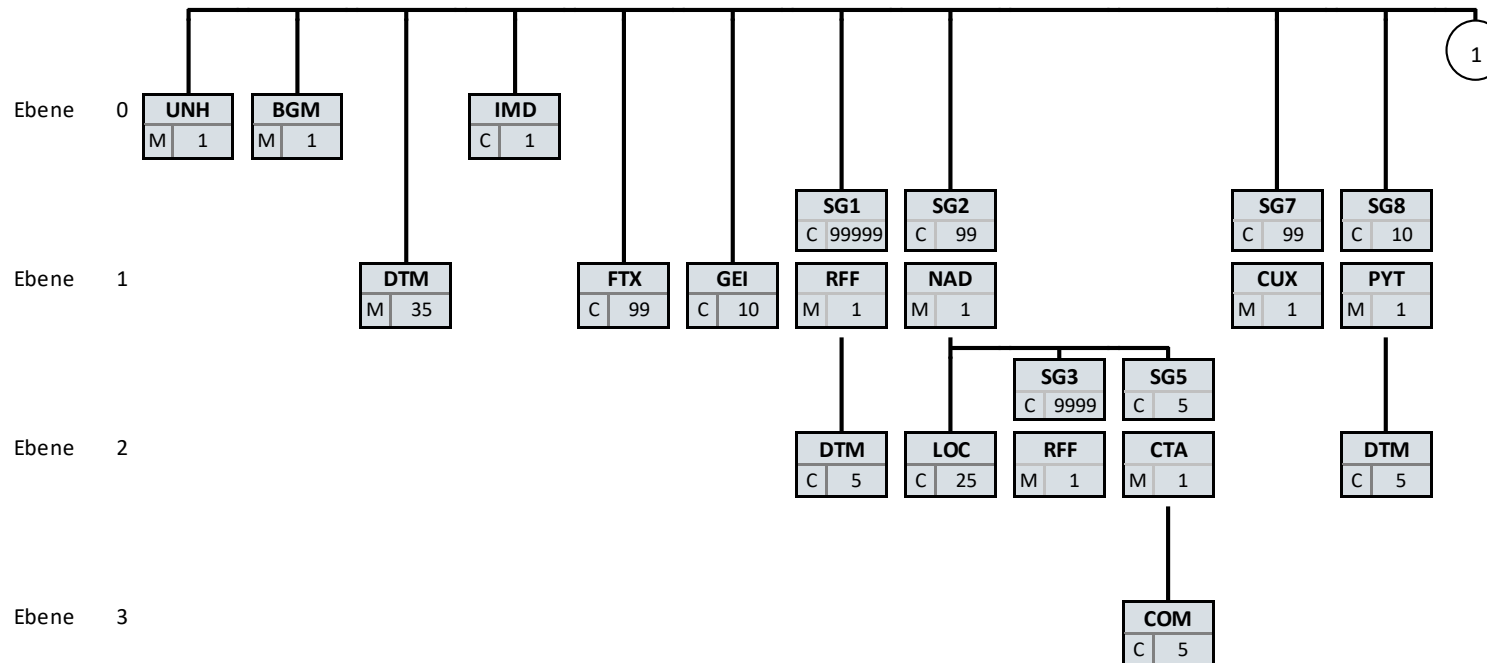 1
Ebene 0 UNH BGM IMD
M 1 M 1 C 1
SG1 SG2 SG7 SG8
C 99999 C 99 C 99 C 10
Ebene 1 DTM FTX GEI RFF NAD CUX PYT
M 35 C 99 C 10 M 1 M 1 M 1 M 1
SG3 SG5
C 9999 C 5
Ebene 2 DTM LOC RFF CTA DTM
C 5 C 25 M 1 M 1 C 5
Ebene 3 COM
C 5